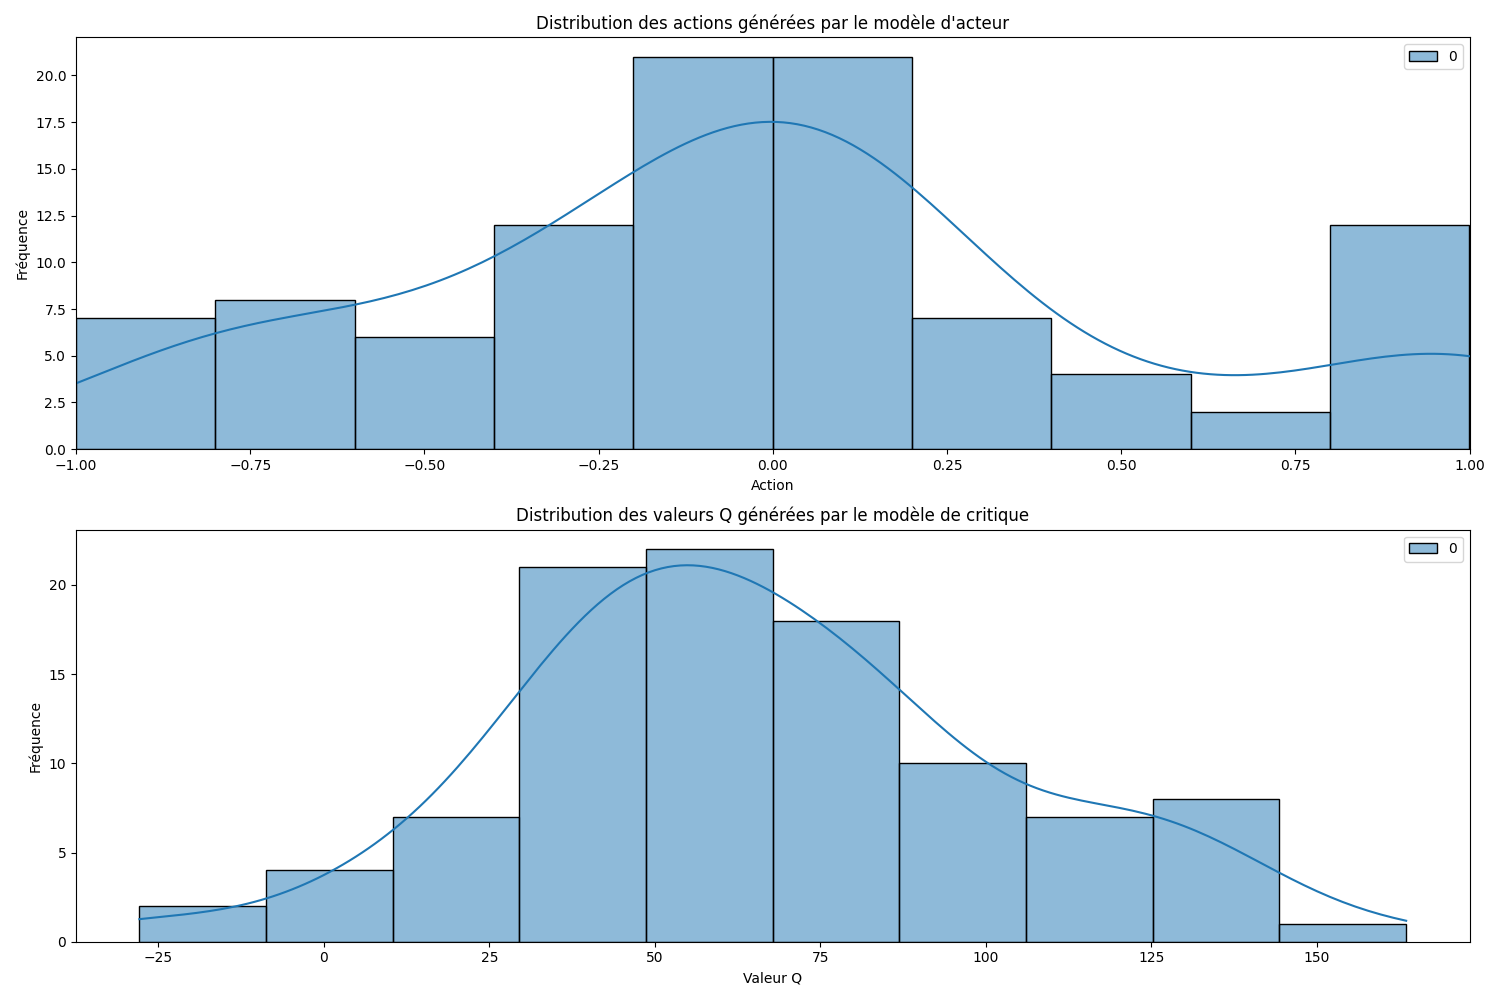 Distribution des actions générées par le modèle d'acteur
0
20.0
17.5
15.0
12.5
10.0
7.5
5.0
2.5
0.0
Fréquence
−1.00 −0.75 −0.50 −0.25 0.00 0.25 0.50 0.75 1.00
Action
Distribution des valeurs Q générées par le modèle de critique
0
20
15
10
5
0
Fréquence
−25 0 25 50 75 100 125 150
Valeur Q